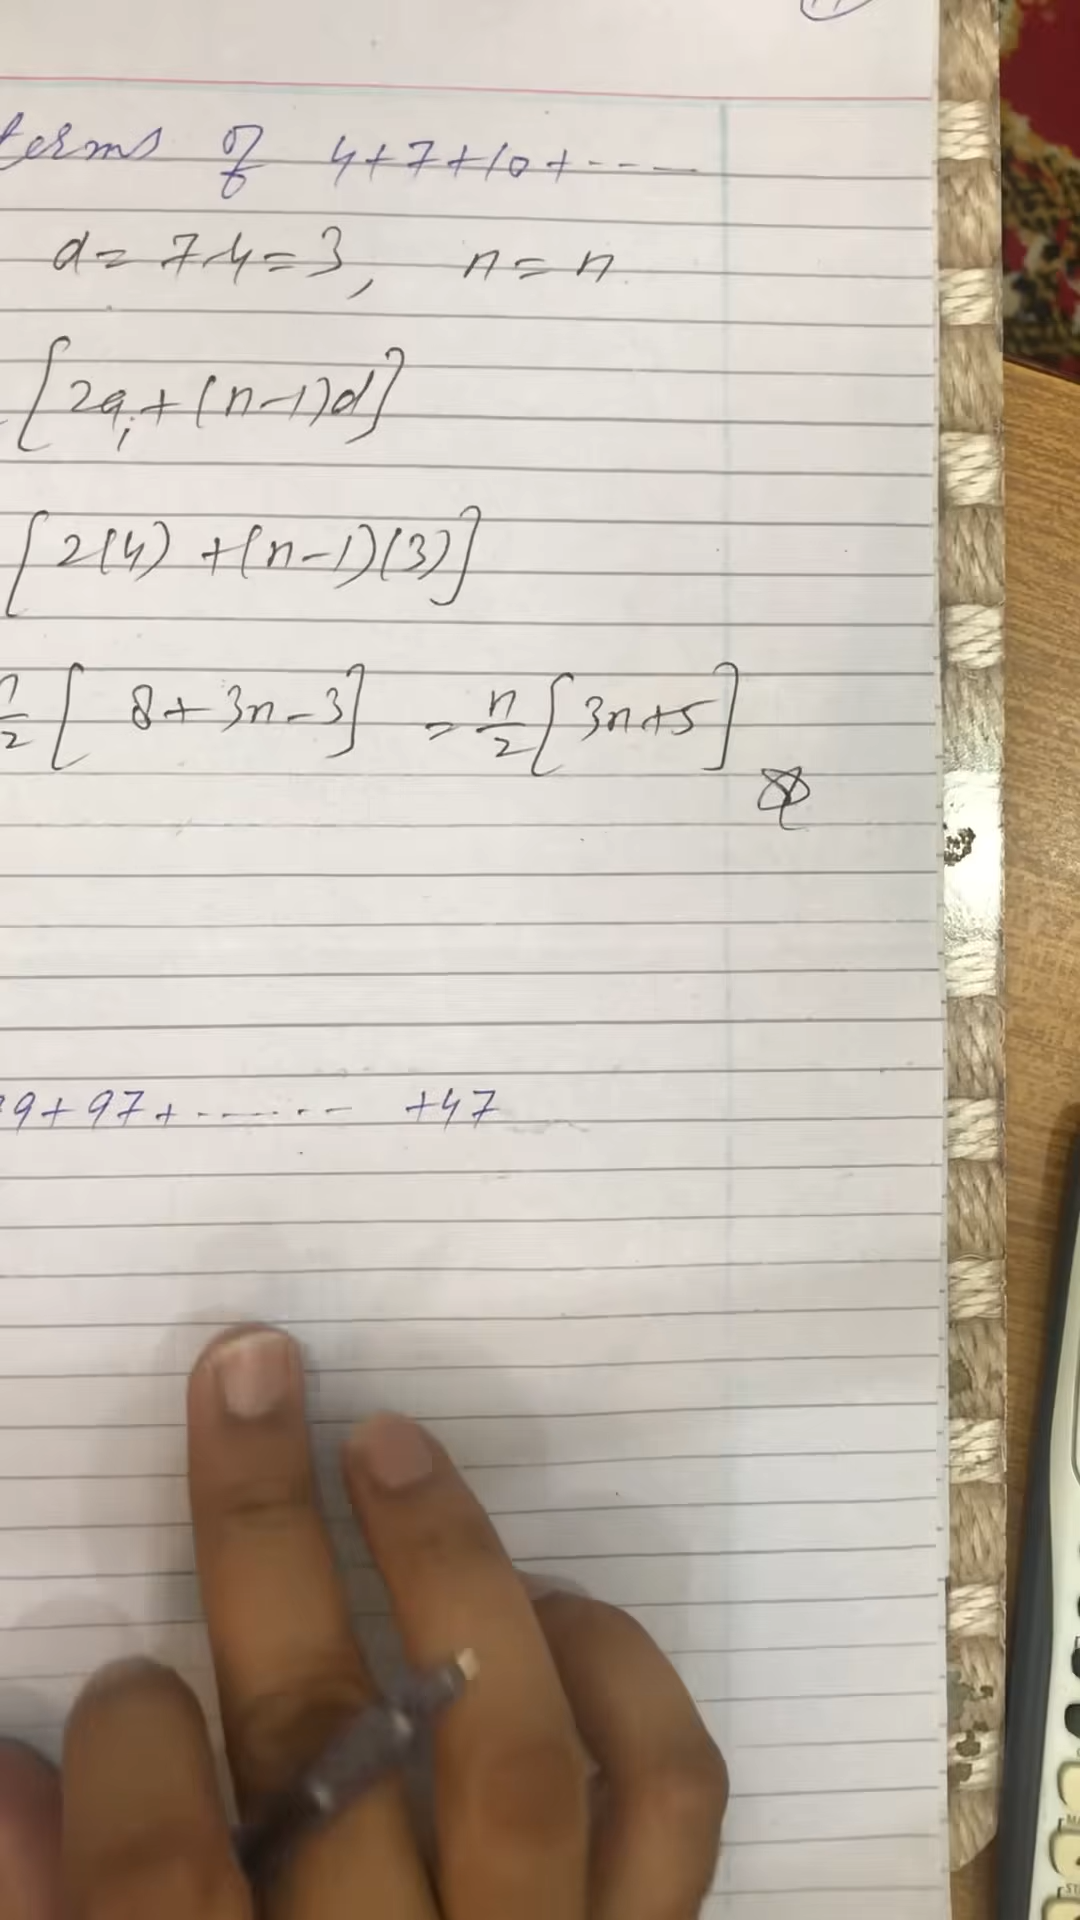 terms of 4+7+10+----
d= 7-4=3, n=n.
[2a,+(n-1)d]
[2(4) +(n-1)(3)]
n/2 [ 8+3n-3] = n/2 [3n+5]
9+97+------- +47